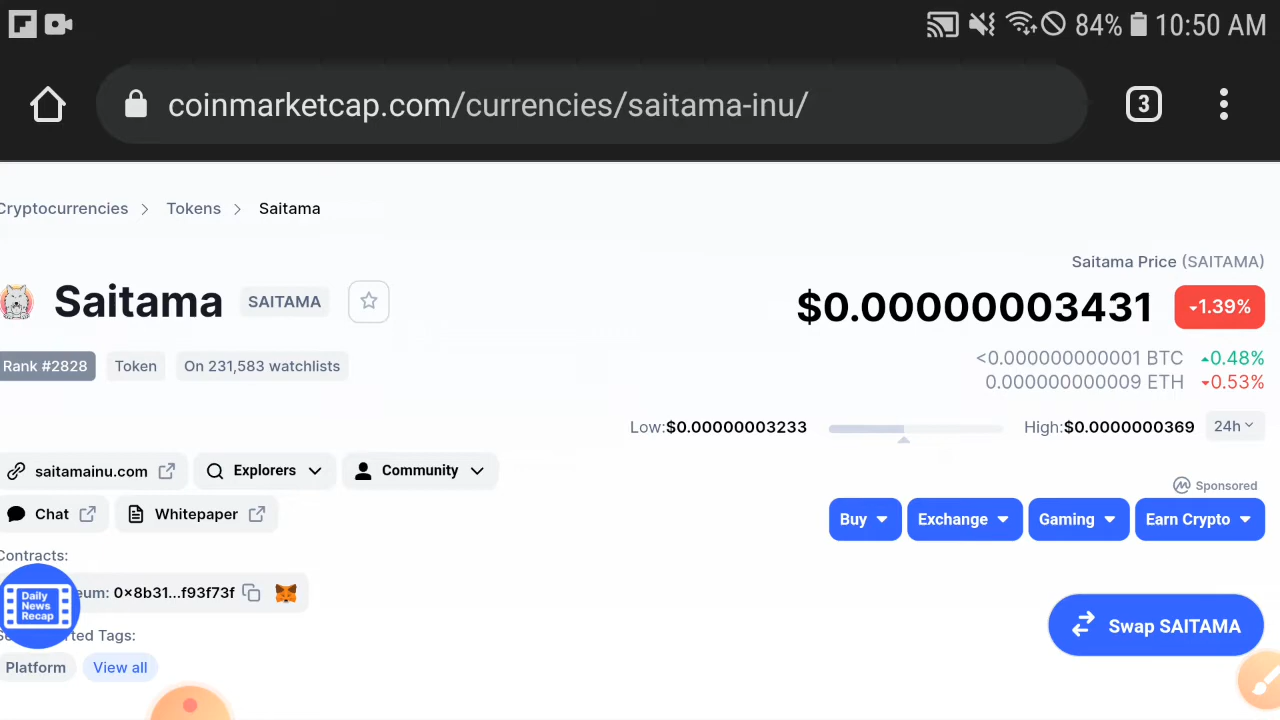 84% 10:50 AM
coinmarketcap.com/currencies/saitama-inu/ 3
Cryptocurrencies > Tokens > Saitama
Saitama Price (SAITAMA)
Saitama SAITAMA $0.00000003431 1.39%
Rank #2828 Token On 231,583 watchlists
<0.000000000001 BTC 0.48%
0.000000000009 ETH 0.53%
Low:$0.00000003233 High:$0.0000000369 24h
saitamainu.com Explorers Community
Sponsored
Chat Whitepaper
Buy Exchange Gaming Earn Crypto
Contracts:
eum: 0x8b31...f93f73f
Daily
News
Recap
Swap SAITAMA
rted Tags:
Platform View all